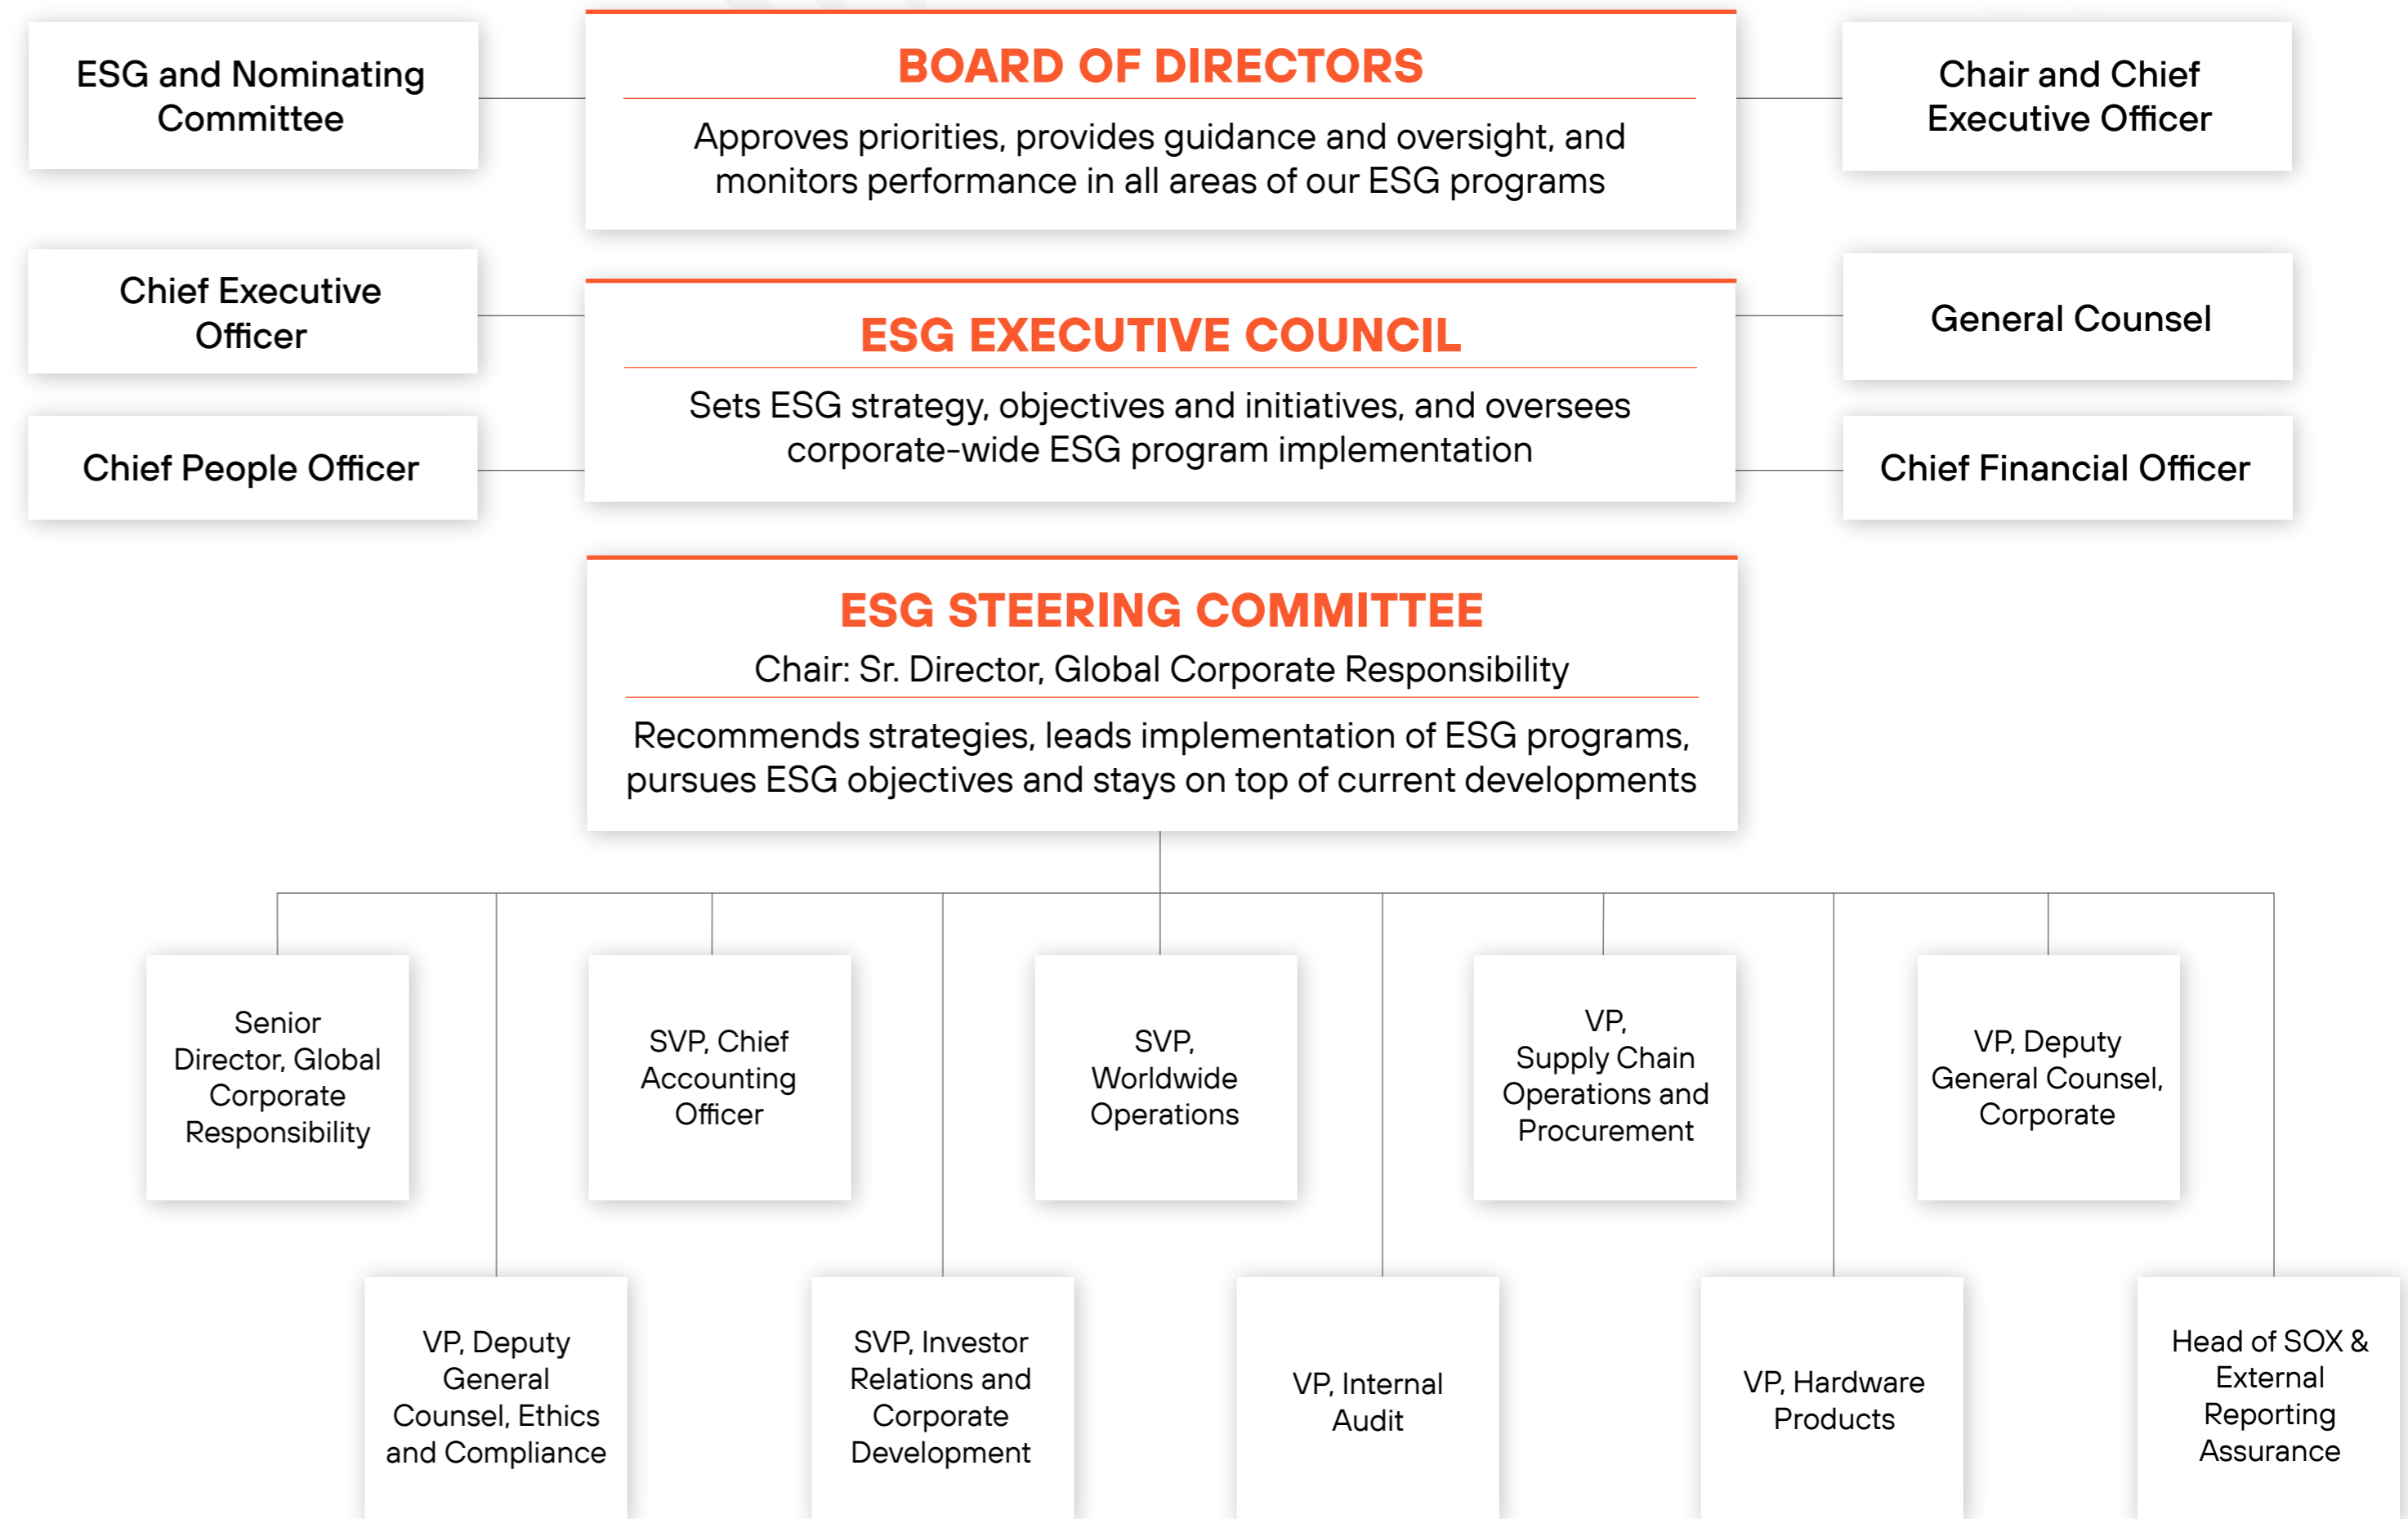 ESG and Nominating
Committee
BOARD OF DIRECTORS
Approves priorities, provides guidance and oversight, and
monitors performance in all areas of our ESG programs
Chair and Chief
Executive Officer
Chief Executive
Officer
Chief People Officer
ESG EXECUTIVE COUNCIL
Sets ESG strategy, objectives and initiatives, and oversees
corporate-wide ESG program implementation
General Counsel
Chief Financial Officer
ESG STEERING COMMITTEE
Chair: Sr. Director, Global Corporate Responsibility
Recommends strategies, leads implementation of ESG programs,
pursues ESG objectives and stays on top of current developments
Senior
Director, Global
Corporate
Responsibility
SVP, Chief
Accounting
Officer
SVP,
Worldwide
Operations
VP,
Supply Chain
Operations and
Procurement
VP, Deputy
General Counsel,
Corporate
VP, Deputy
General
Counsel, Ethics
and Compliance
SVP, Investor
Relations and
Corporate
Development
VP, Internal
Audit
VP, Hardware
Products
Head of SOX &
External
Reporting
Assurance